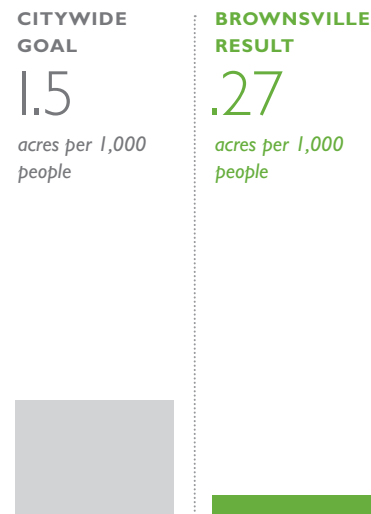 CITYWIDE
GOAL
1.5
acres per 1,000
people
BROWNSVILLE
RESULT
.27
acres per 1,000
people